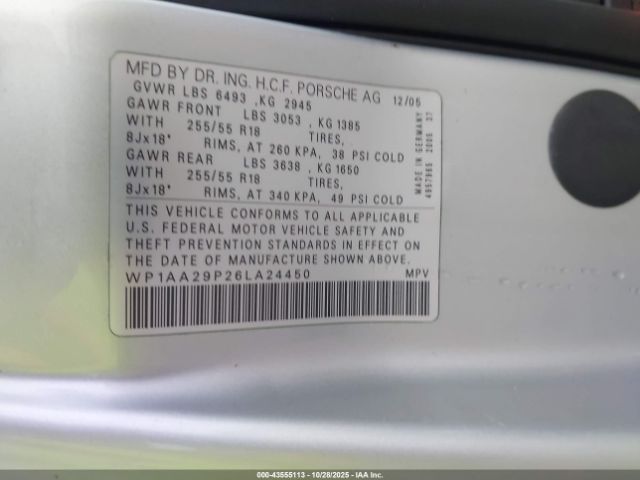 MFD BY DR. ING. H.C.F. PORSCHE AG 12/05
GVWR LBS 6493 ,KG 2945
GAWR FRONT LBS 3053 , KG 1385
WITH 255/55 R18 TIRES,
8Jx18" RIMS, AT 260 KPA, 38 PSI COLD
GAWR REAR LBS 3638 , KG 1650
WITH 255/55 R18 TIRES,
8Jx18" RIMS, AT 340 KPA, 49 PSI COLD
THIS VEHICLE CONFORMS TO ALL APPLICABLE
U.S. FEDERAL MOTOR VEHICLE SAFETY AND
THEFT PREVENTION STANDARDS IN EFFECT ON
THE DATE OF MANUFACTURE SHOWN ABOVE.
WP1AA29P26LA24450 MPV
MADE IN GERMANY
4957965 2005 37
000-43555113 | 10/28/2025 | IAA Inc.